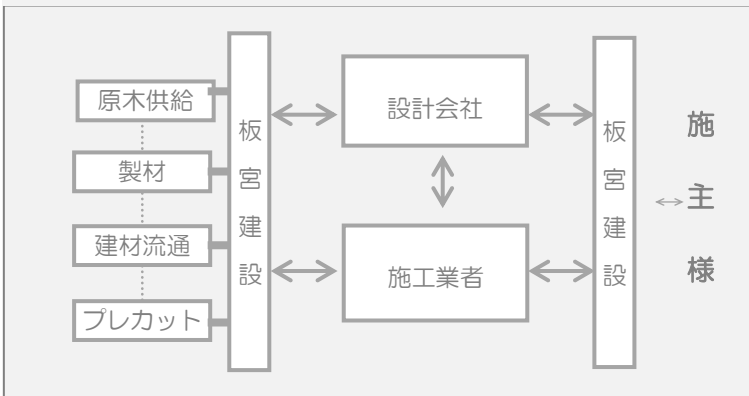 原木供給
製材
建材流通
プレカット
板宮建設
設計会社
施工業者
板宮建設
施主様